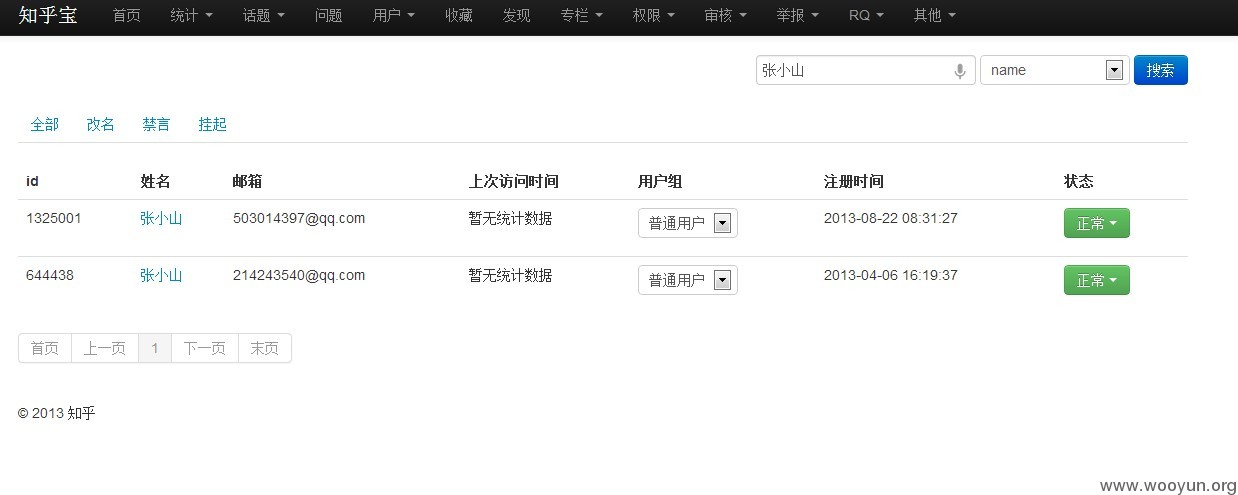 知乎宝 首页 统计 话题 问题 用户 收藏 发现 专栏 权限 审核 举报 RQ 其他
张小山 name 搜索
全部 改名 禁言 挂起
id 姓名 邮箱 上次访问时间 用户组 注册时间 状态
1325001 张小山 503014397@qq.com 暂无统计数据 普通用户 2013-08-22 08:31:27 正常
644438 张小山 214243540@qq.com 暂无统计数据 普通用户 2013-04-06 16:19:37 正常
首页 上一页 1 下一页 末页
© 2013 知乎
www.wooyun.org